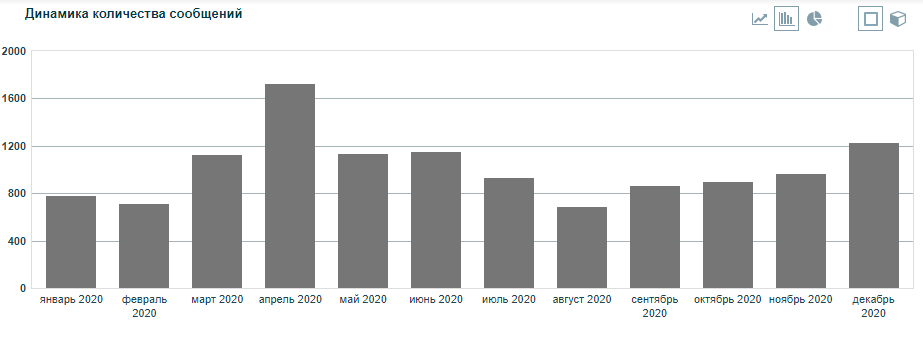 Динамика количества сообщений
2000
1600
1200
800
400
0
январь 2020
февраль
2020
март 2020
апрель 2020
май 2020
июнь 2020
июль 2020
август 2020
сентябрь
2020
октябрь 2020
ноябрь 2020
декабрь
2020